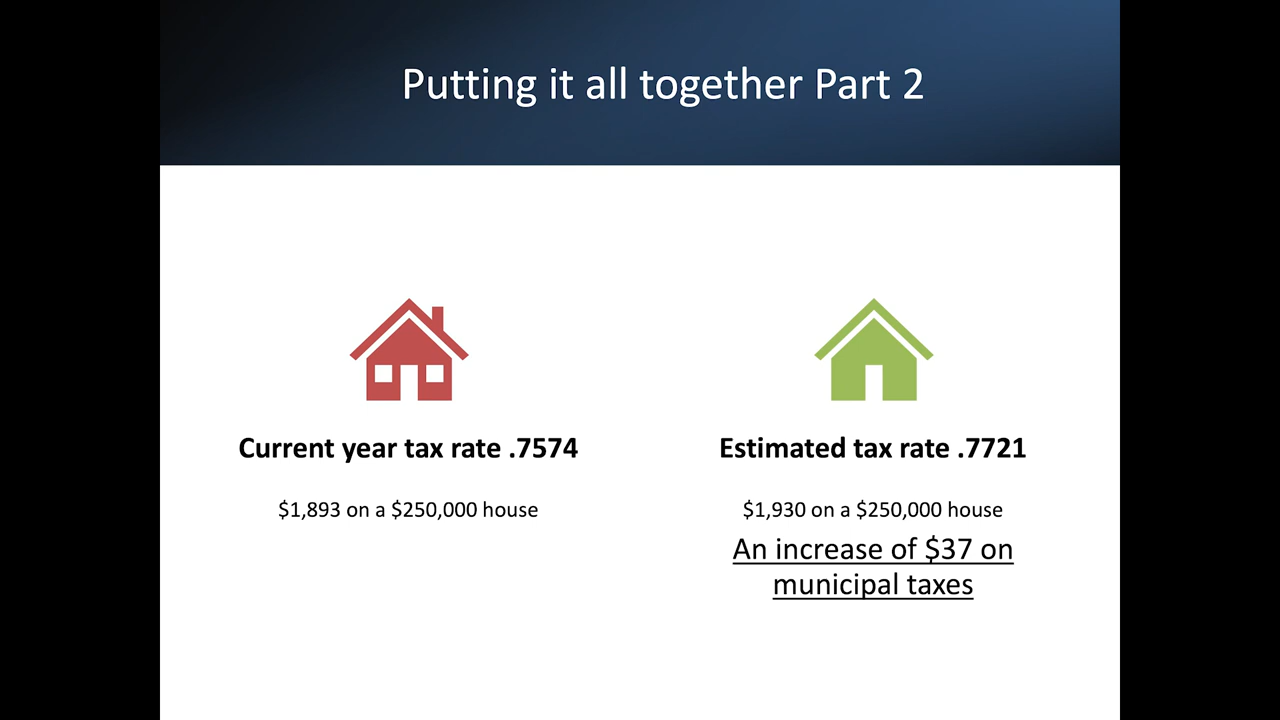 Putting it all together Part 2
Current year tax rate .7574
$1,893 on a $250,000 house
Estimated tax rate .7721
$1,930 on a $250,000 house
An increase of $37 on
municipal taxes